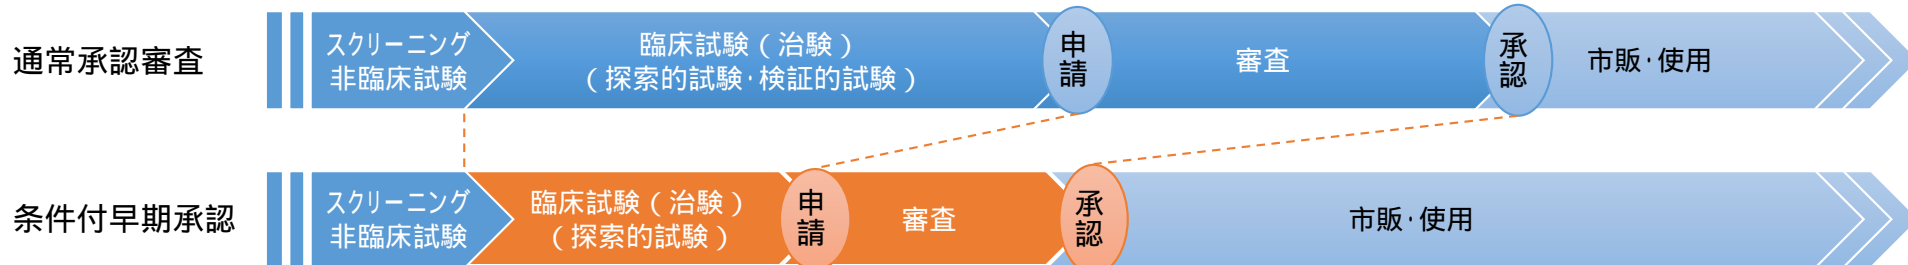 通常承認審査
スクリーニング
非臨床試験
臨床試験（治験）
（探索的試験・検証的試験）
申請
審査
承認
市販・使用
条件付早期承認
スクリーニング
非臨床試験
臨床試験（治験）
（探索的試験）
申請
審査
承認
市販・使用